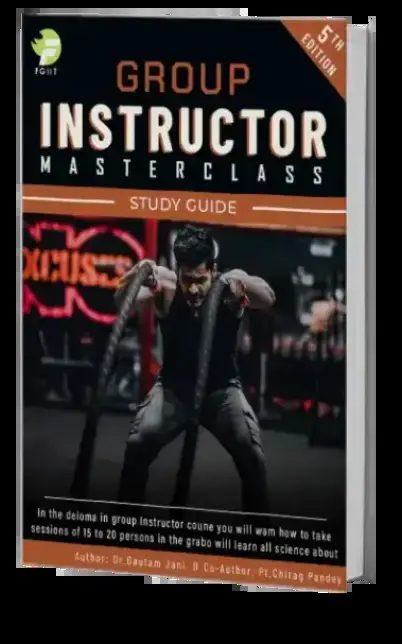 5TH
EDITION
FGIIT
GROUP
INSTRUCTOR
MASTERCLASS
STUDY GUIDE
XCUSES
In the deloma in group Instructor coune you will wam how to take
sessions of 15 to 20 persons in the grabo will learn all science about
Author: Dr.Gautam Jani. & Co-Author: Pt.Chirag Pandey